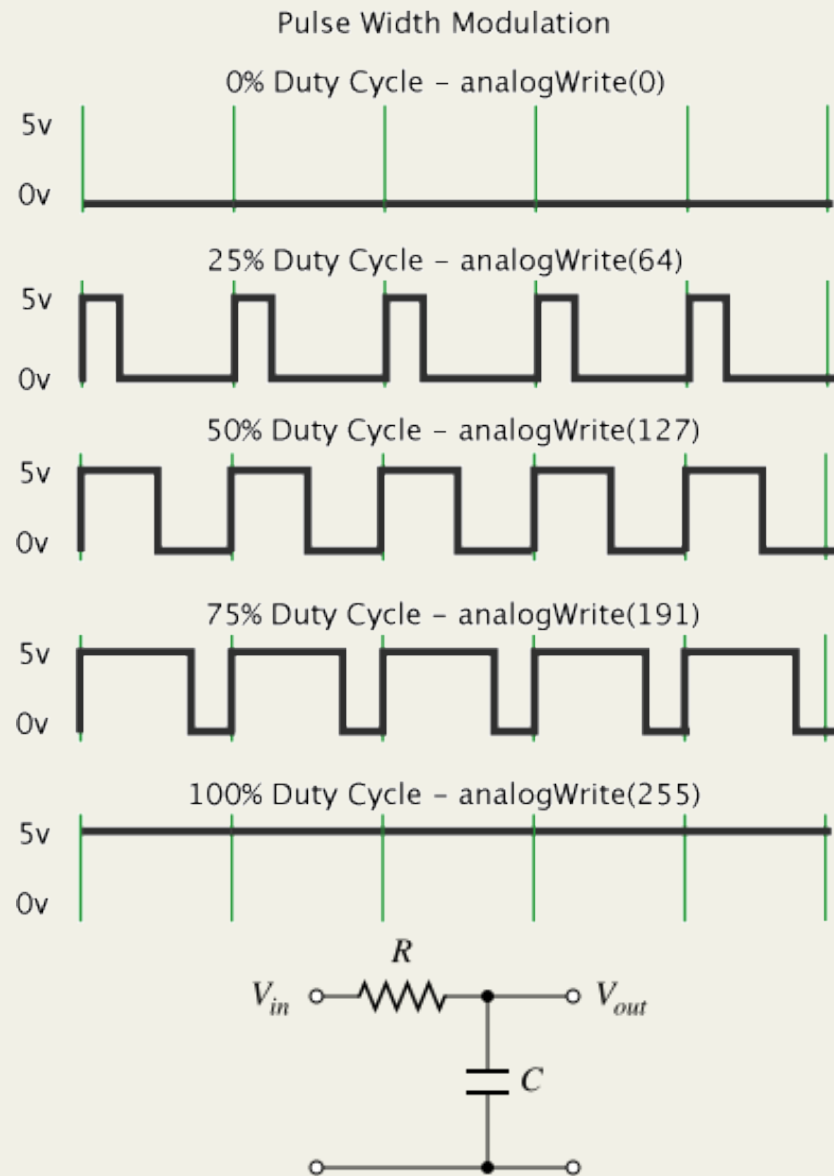 Pulse Width Modulation
0% Duty Cycle – analogWrite(0)
5v
0v
25% Duty Cycle – analogWrite(64)
5v
0v
50% Duty Cycle – analogWrite(127)
5v
0v
75% Duty Cycle – analogWrite(191)
5v
0v
100% Duty Cycle – analogWrite(255)
5v
0v
R
Vin
Vout
C